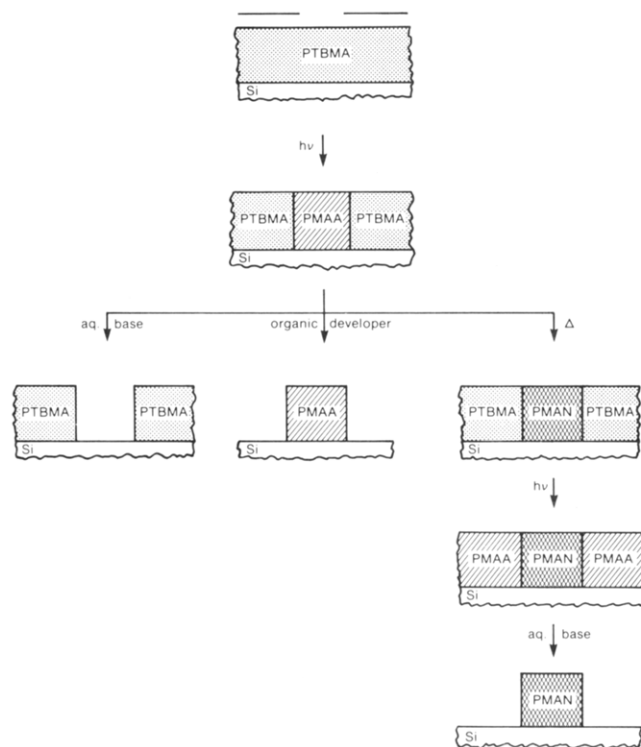 PTBMA
Si
hν
PTBMA PMAA PTBMA
Si
aq. base organic developer Δ
PTBMA PTBMA PMAA PTBMA PMAN PTBMA
Si Si Si
hν
PMAA PMAN PMAA
Si
aq. base
PMAN
Si